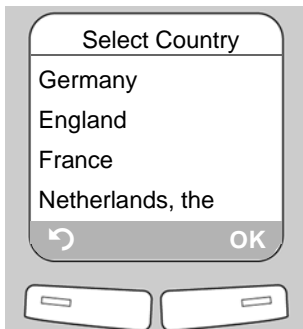 Select Country
Germany
England
France
Netherlands, the
OK